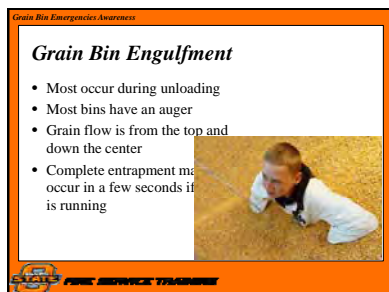 Grain Bin Emergencies Awareness
Grain Bin Engulfment
• Most occur during unloading
• Most bins have an auger
• Grain flow is from the top and
down the center
• Complete entrapment ma
occur in a few seconds if
is running
STATE FIRE SERVICE TRAINING